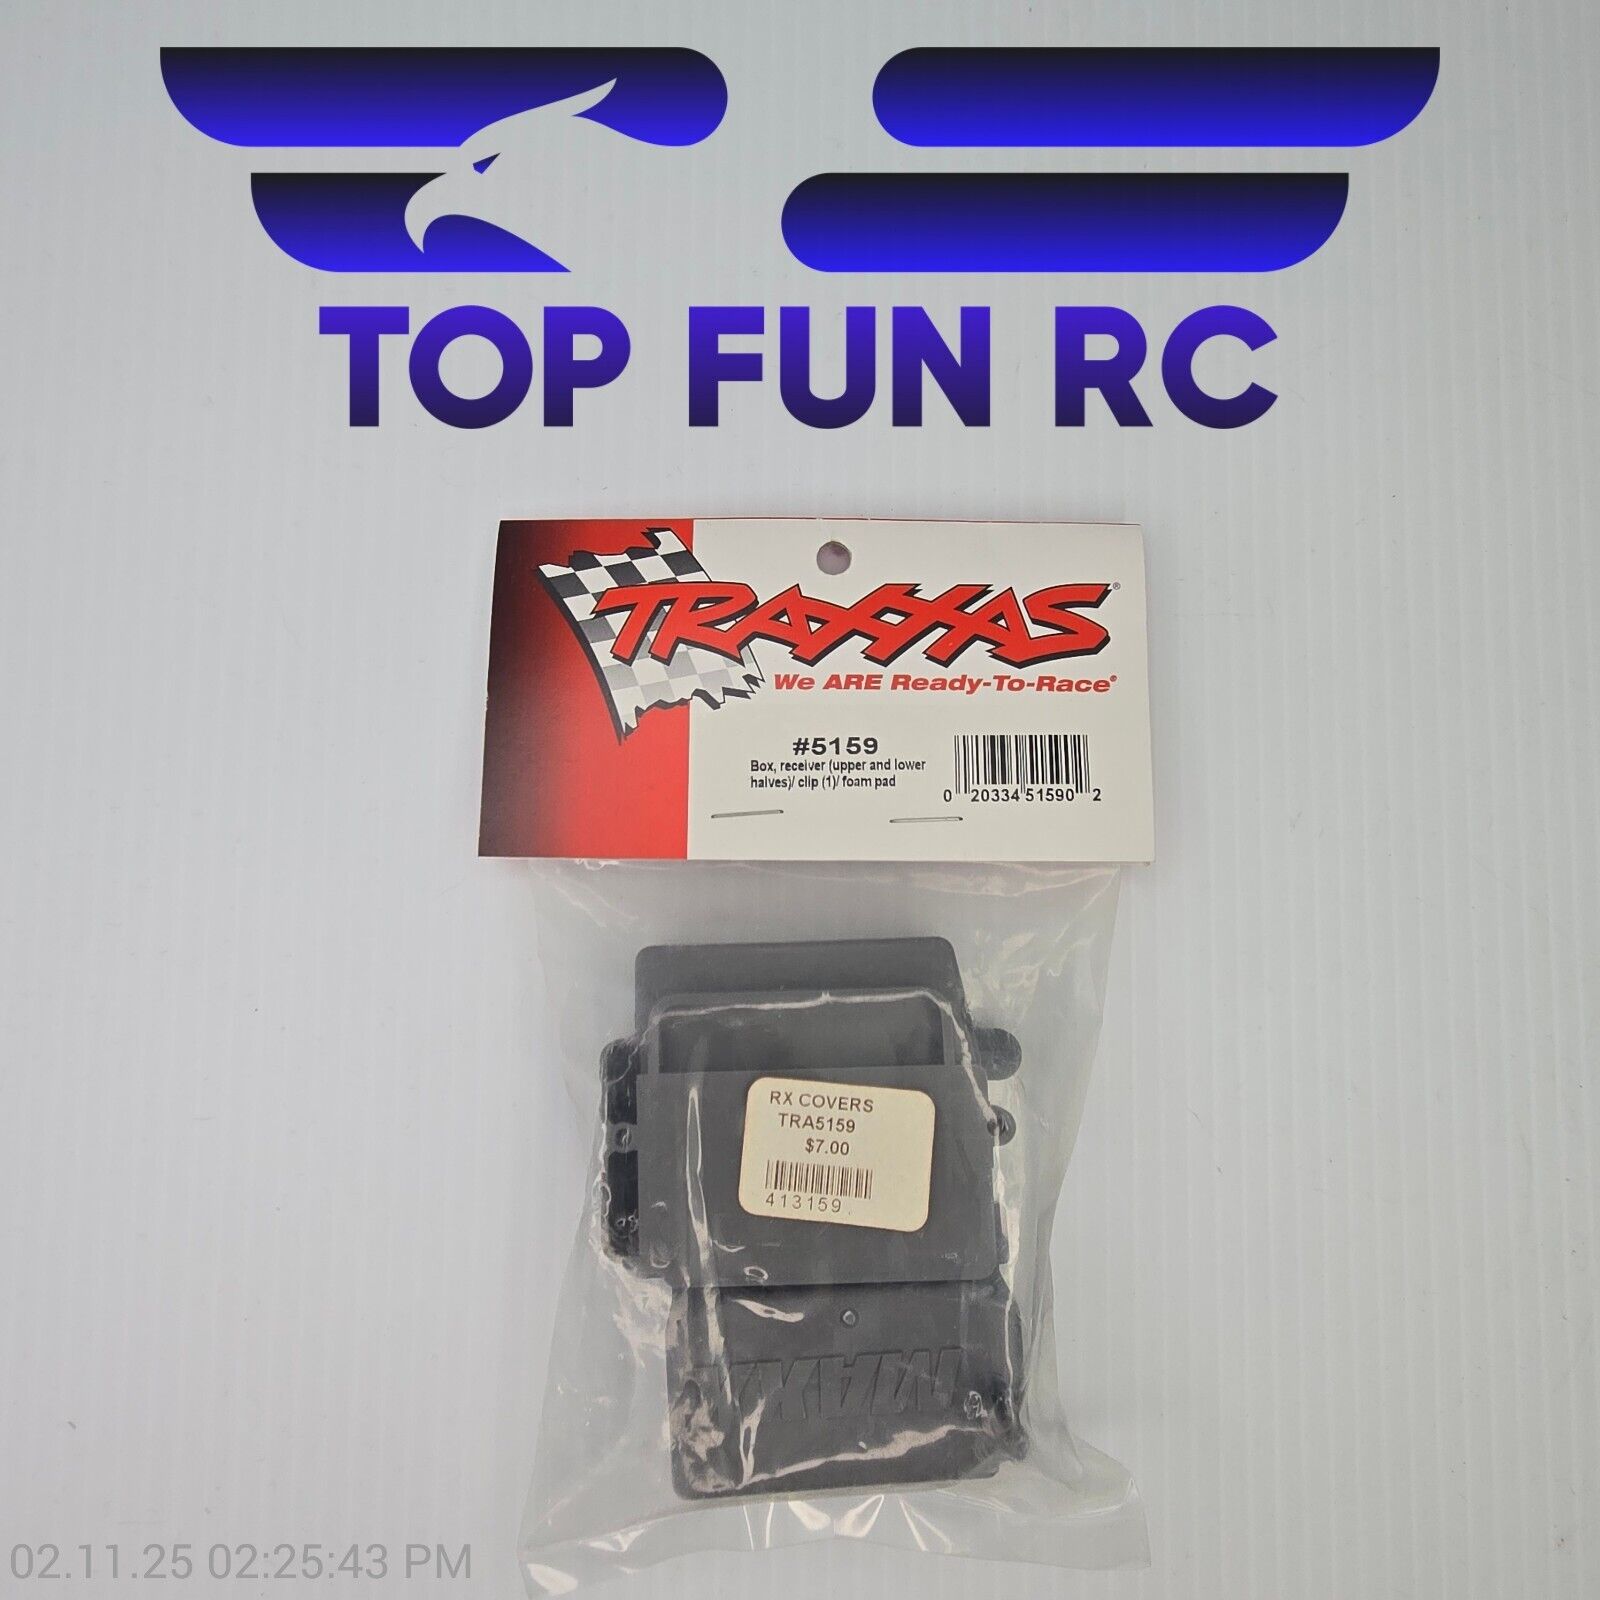 TOP FUN RC
TRAXXAS®
We ARE Ready-To-Race®
#5159
Box, receiver (upper and lower
halves)/ clip (1)/ foam pad
0 20334 51590 2
RX COVERS
TRA5159
$7.00
413159
02.11.25 02:25:43 PM